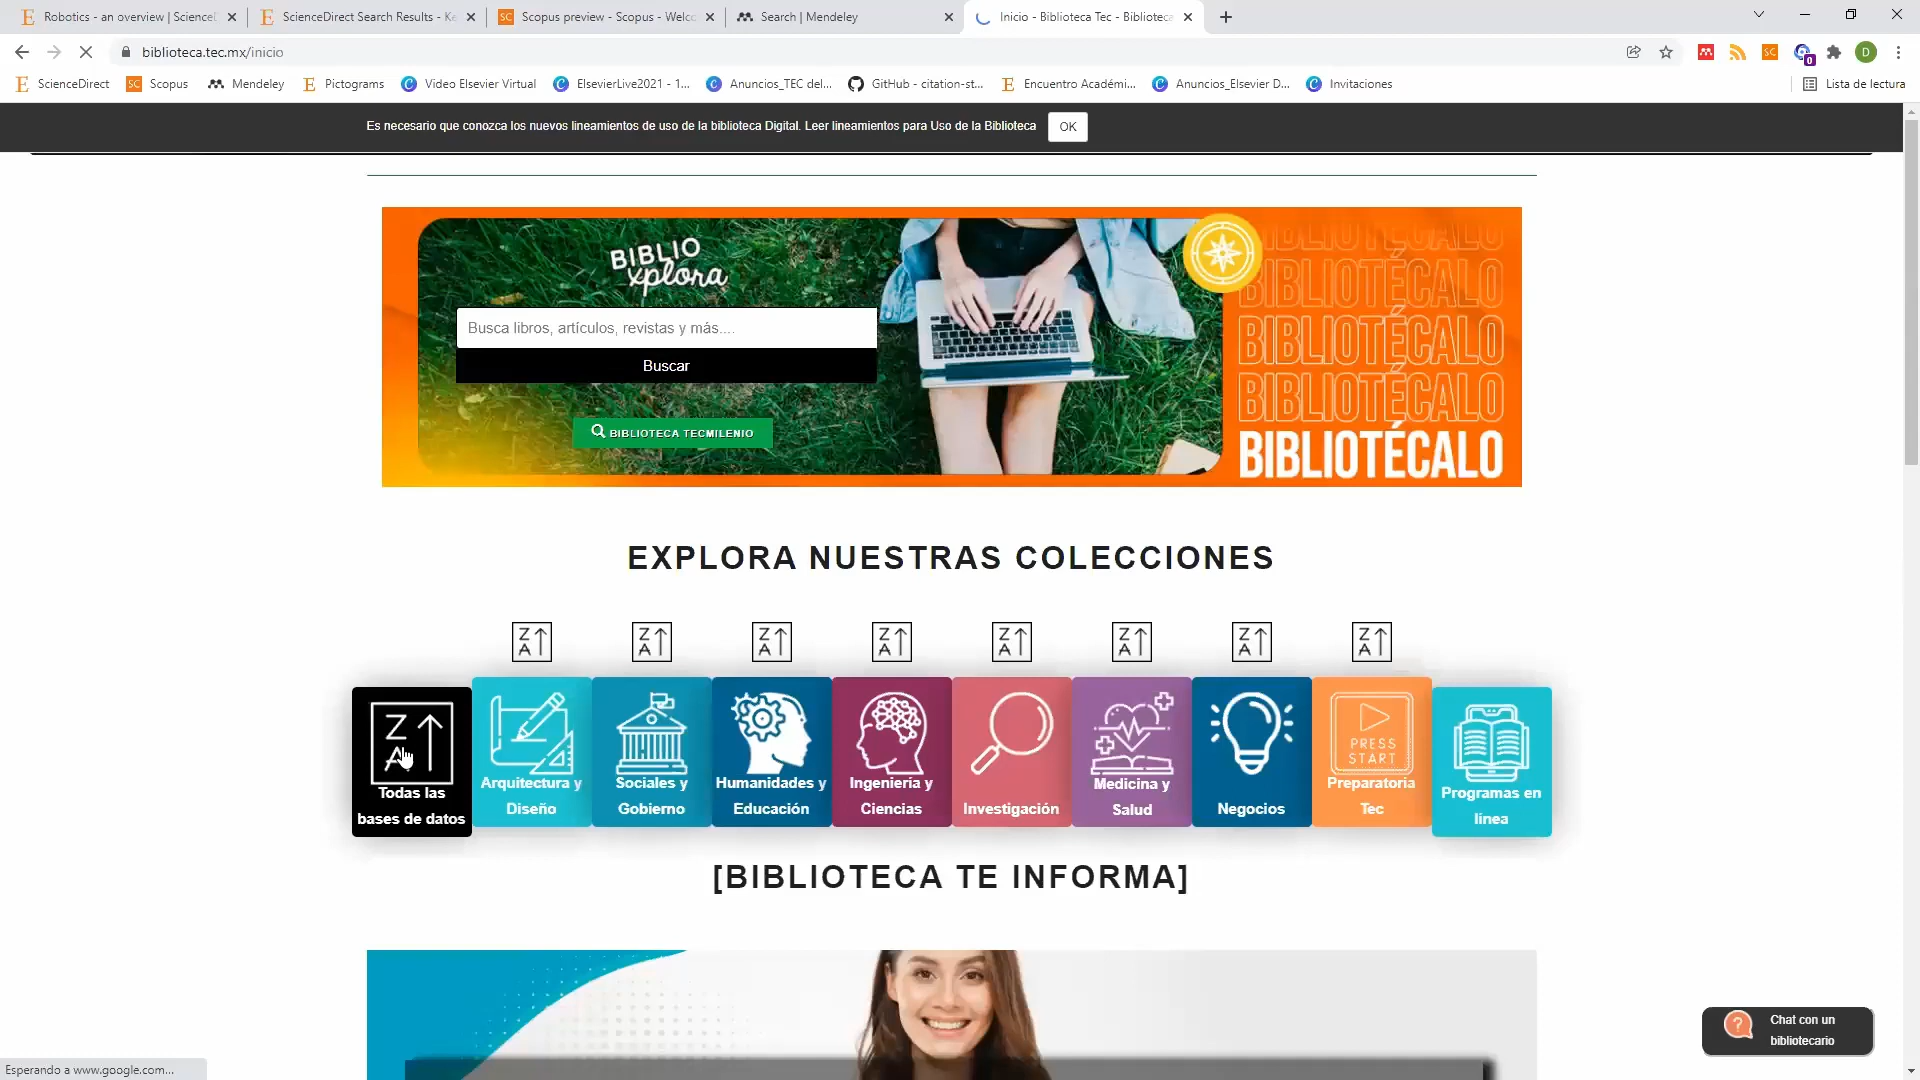 Robotics - an overview | Science
ScienceDirect Search Results - Ke
Scopus preview - Scopus - Welco
Search | Mendeley
Inicio - Biblioteca Tec - Biblioteca
biblioteca.tec.mx/inicio
ScienceDirect
Scopus
Mendeley
Pictograms
Video Elsevier Virtual
ElsevierLive2021 - 1...
Anuncios_TEC del...
GitHub - citation-st...
Encuentro Académi...
Anuncios_Elsevier D...
Invitaciones
Lista de lectura
Es necesario que conozca los nuevos lineamientos de uso de la biblioteca Digital. Leer lineamientos para Uso de la Biblioteca
OK
BIBLIO
xplora
Busca libros, artículos, revistas y más....
Buscar
BIBLIOTECA TECMILENIO
BIBLIOTÉCALO
BIBLIOTÉCALO
BIBLIOTÉCALO
BIBLIOTÉCALO
BIBLIOTÉCALO
EXPLORA NUESTRAS COLECCIONES
Todas las
bases de datos
Arquitectura y
Diseño
Sociales y
Gobierno
Humanidades y
Educación
Ingeniería y
Ciencias
Investigación
Medicina y
Salud
Negocios
PRESS
START
Preparatoria
Tec
Programas en
línea
[BIBLIOTECA TE INFORMA]
Chat con un
bibliotecario
Esperando a www.google.com...